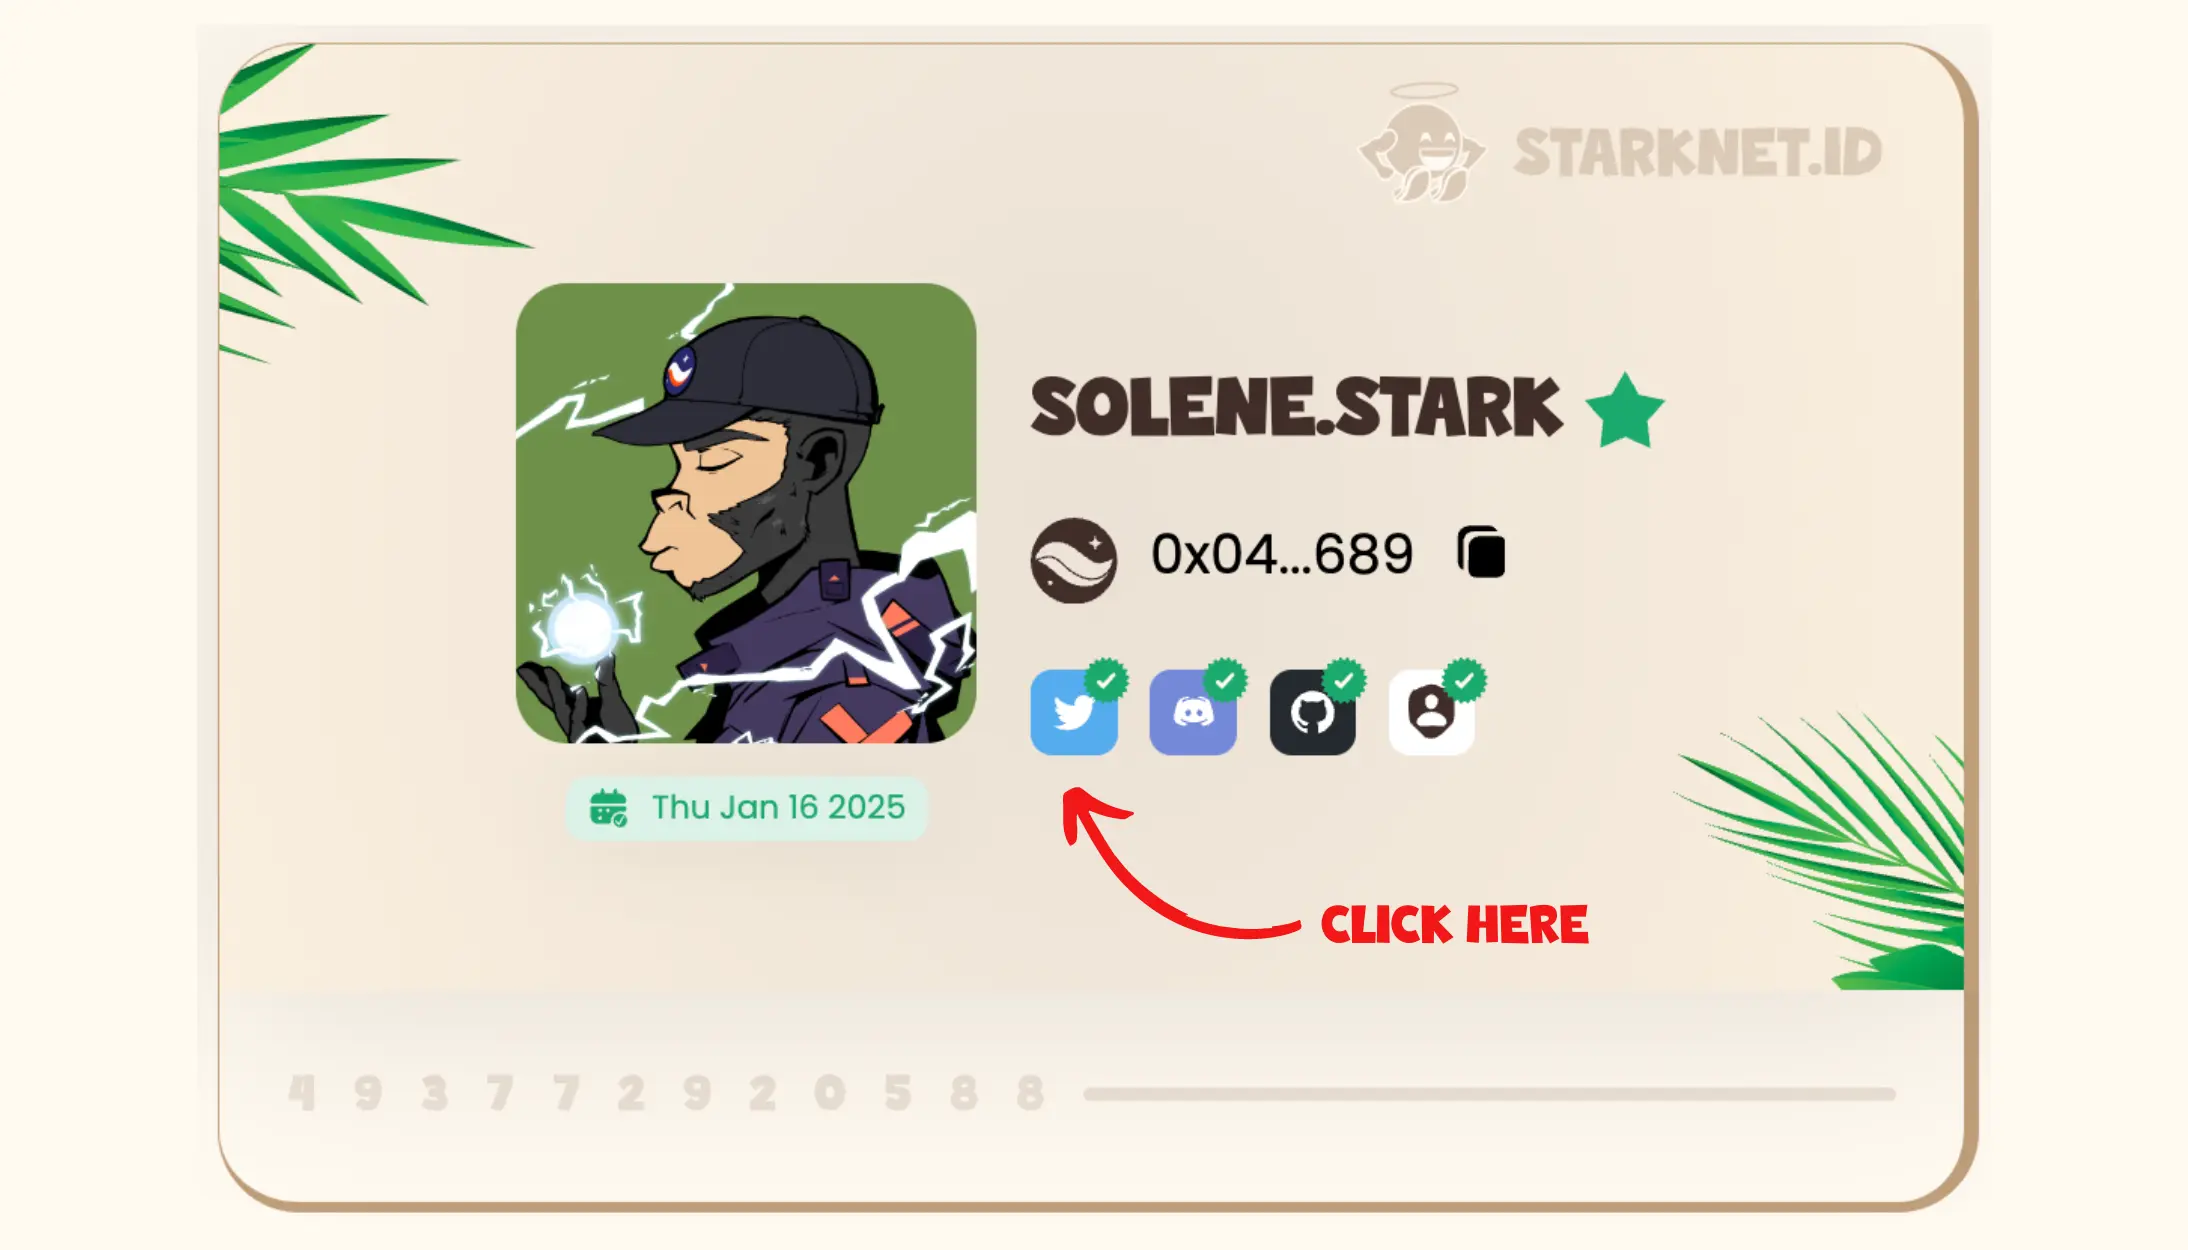 STARKNET.ID
SOLENE.STARK
0x04...689
Thu Jan 16 2025
CLICK HERE
4 9 3 7 7 2 9 2 0 5 8 8